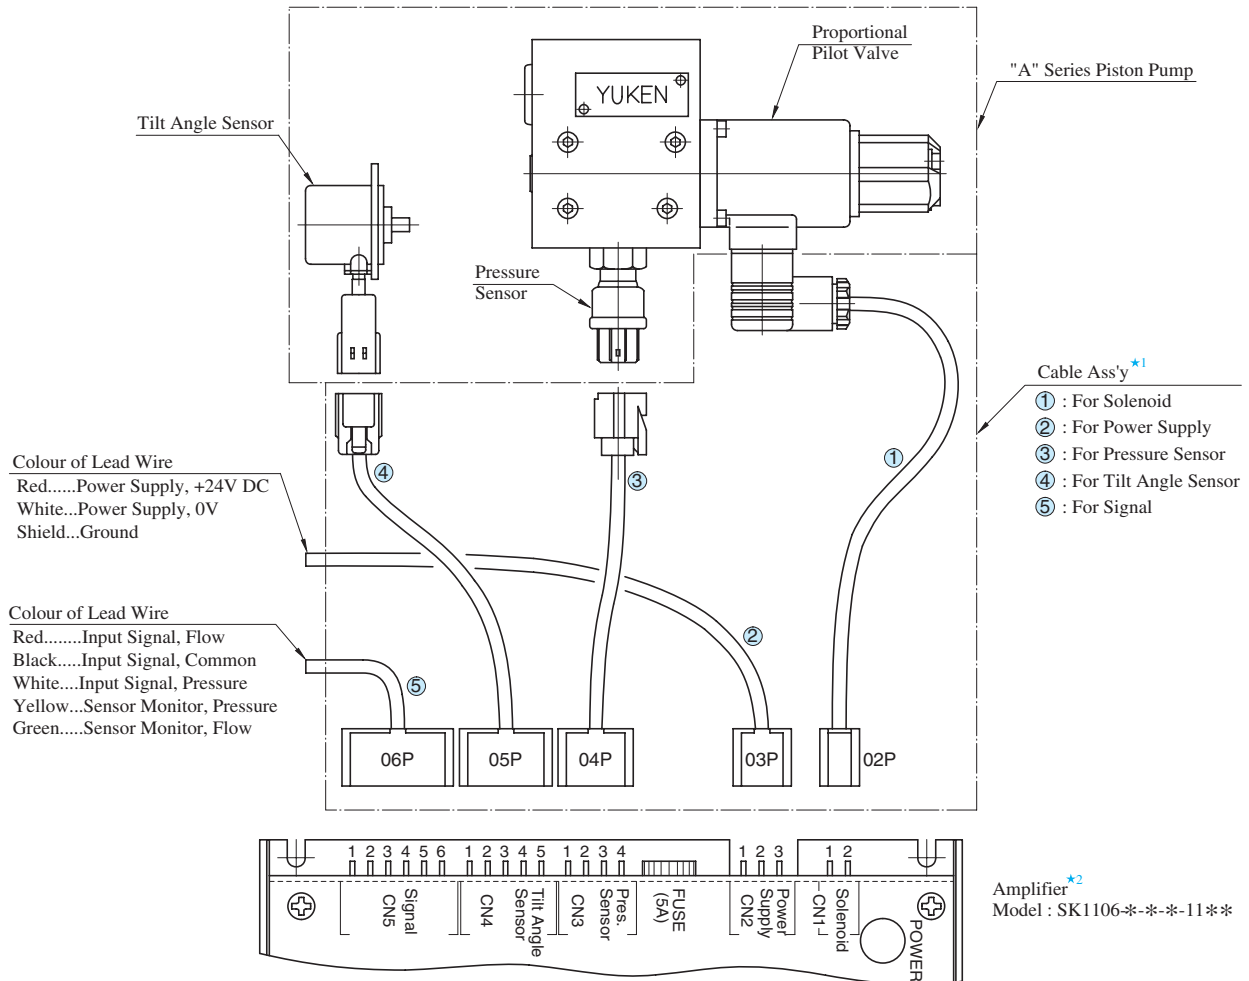 Proportional
Pilot Valve
"A" Series Piston Pump
YUKEN
Tilt Angle Sensor
Pressure
Sensor
Cable Ass'y ★1
① : For Solenoid
② : For Power Supply
③ : For Pressure Sensor
④ : For Tilt Angle Sensor
⑤ : For Signal
①
④
③
Colour of Lead Wire
Red......Power Supply, +24V DC
White...Power Supply, 0V
Shield...Ground
Colour of Lead Wire
Red........Input Signal, Flow
Black.....Input Signal, Common
White....Input Signal, Pressure
Yellow...Sensor Monitor, Pressure
Green.....Sensor Monitor, Flow
②
⑤
06P 05P 04P 03P 02P
1 2 3 4 5 6 1 2 3 4 5 1 2 3 4 1 2 3 1 2
Signal
CN5
Tilt Angle
Sensor
CN4
Pres.
Sensor
CN3
FUSE
(5A)
Power
Supply
CN2
Solenoid
CN1
POWER
Amplifier ★2
Model : SK1106-*-*-*-11**